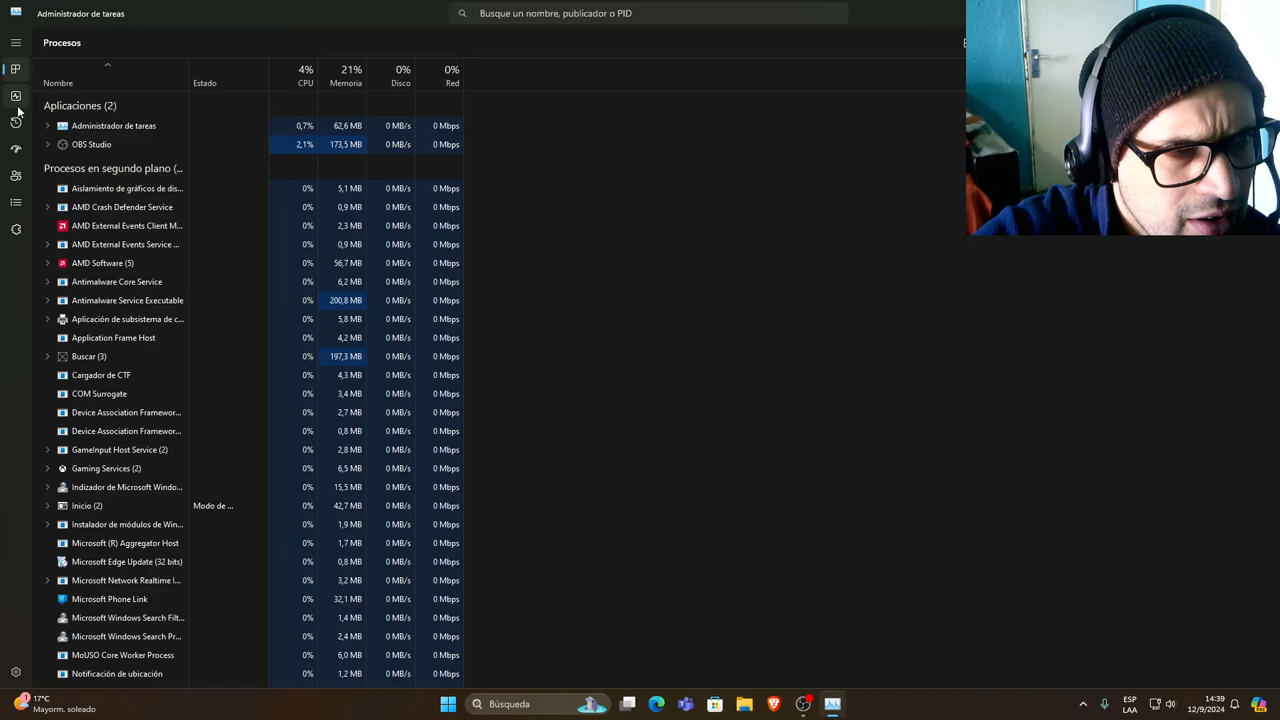 Administrador de tareas
Busque un nombre, publicador o PID
Procesos
4% 21% 0% 0%
Nombre Estado CPU Memoria Disco Red
Aplicaciones (2)
Administrador de tareas 0,7% 62,6 MB 0 MB/s 0 Mbps
OBS Studio 2,1% 173,5 MB 0 MB/s 0 Mbps
Procesos en segundo plano (...
Aislamiento de gráficos de dis... 0% 5,1 MB 0 MB/s 0 Mbps
AMD Crash Defender Service 0% 0,9 MB 0 MB/s 0 Mbps
AMD External Events Client M... 0% 2,3 MB 0 MB/s 0 Mbps
AMD External Events Service ... 0% 0,9 MB 0 MB/s 0 Mbps
AMD Software (5) 0% 56,7 MB 0 MB/s 0 Mbps
Antimalware Core Service 0% 6,2 MB 0 MB/s 0 Mbps
Antimalware Service Executable 0% 200,8 MB 0 MB/s 0 Mbps
Aplicación de subsistema de c... 0% 5,8 MB 0 MB/s 0 Mbps
Application Frame Host 0% 4,2 MB 0 MB/s 0 Mbps
Buscar (3) 0% 197,3 MB 0 MB/s 0 Mbps
Cargador de CTF 0% 4,3 MB 0 MB/s 0 Mbps
COM Surrogate 0% 3,4 MB 0 MB/s 0 Mbps
Device Association Framewor... 0% 2,7 MB 0 MB/s 0 Mbps
Device Association Framewor... 0% 0,8 MB 0 MB/s 0 Mbps
GameInput Host Service (2) 0% 2,8 MB 0 MB/s 0 Mbps
Gaming Services (2) 0% 6,5 MB 0 MB/s 0 Mbps
Indizador de Microsoft Windo... 0% 15,5 MB 0 MB/s 0 Mbps
Inicio (2) Modo de ... 0% 42,7 MB 0 MB/s 0 Mbps
Instalador de módulos de Win... 0% 1,9 MB 0 MB/s 0 Mbps
Microsoft (R) Aggregator Host 0% 1,7 MB 0 MB/s 0 Mbps
Microsoft Edge Update (32 bits) 0% 0,8 MB 0 MB/s 0 Mbps
Microsoft Network Realtime I... 0% 3,2 MB 0 MB/s 0 Mbps
Microsoft Phone Link 0% 32,1 MB 0 MB/s 0 Mbps
Microsoft Windows Search Filt... 0% 1,4 MB 0 MB/s 0 Mbps
Microsoft Windows Search Pr... 0% 2,4 MB 0 MB/s 0 Mbps
MoUSO Core Worker Process 0% 6,0 MB 0 MB/s 0 Mbps
Notificación de ubicación 0% 1,2 MB 0 MB/s 0 Mbps
1
17°C
Mayorm. soleado
Búsqueda
ESP
LAA
14:39
12/9/2024